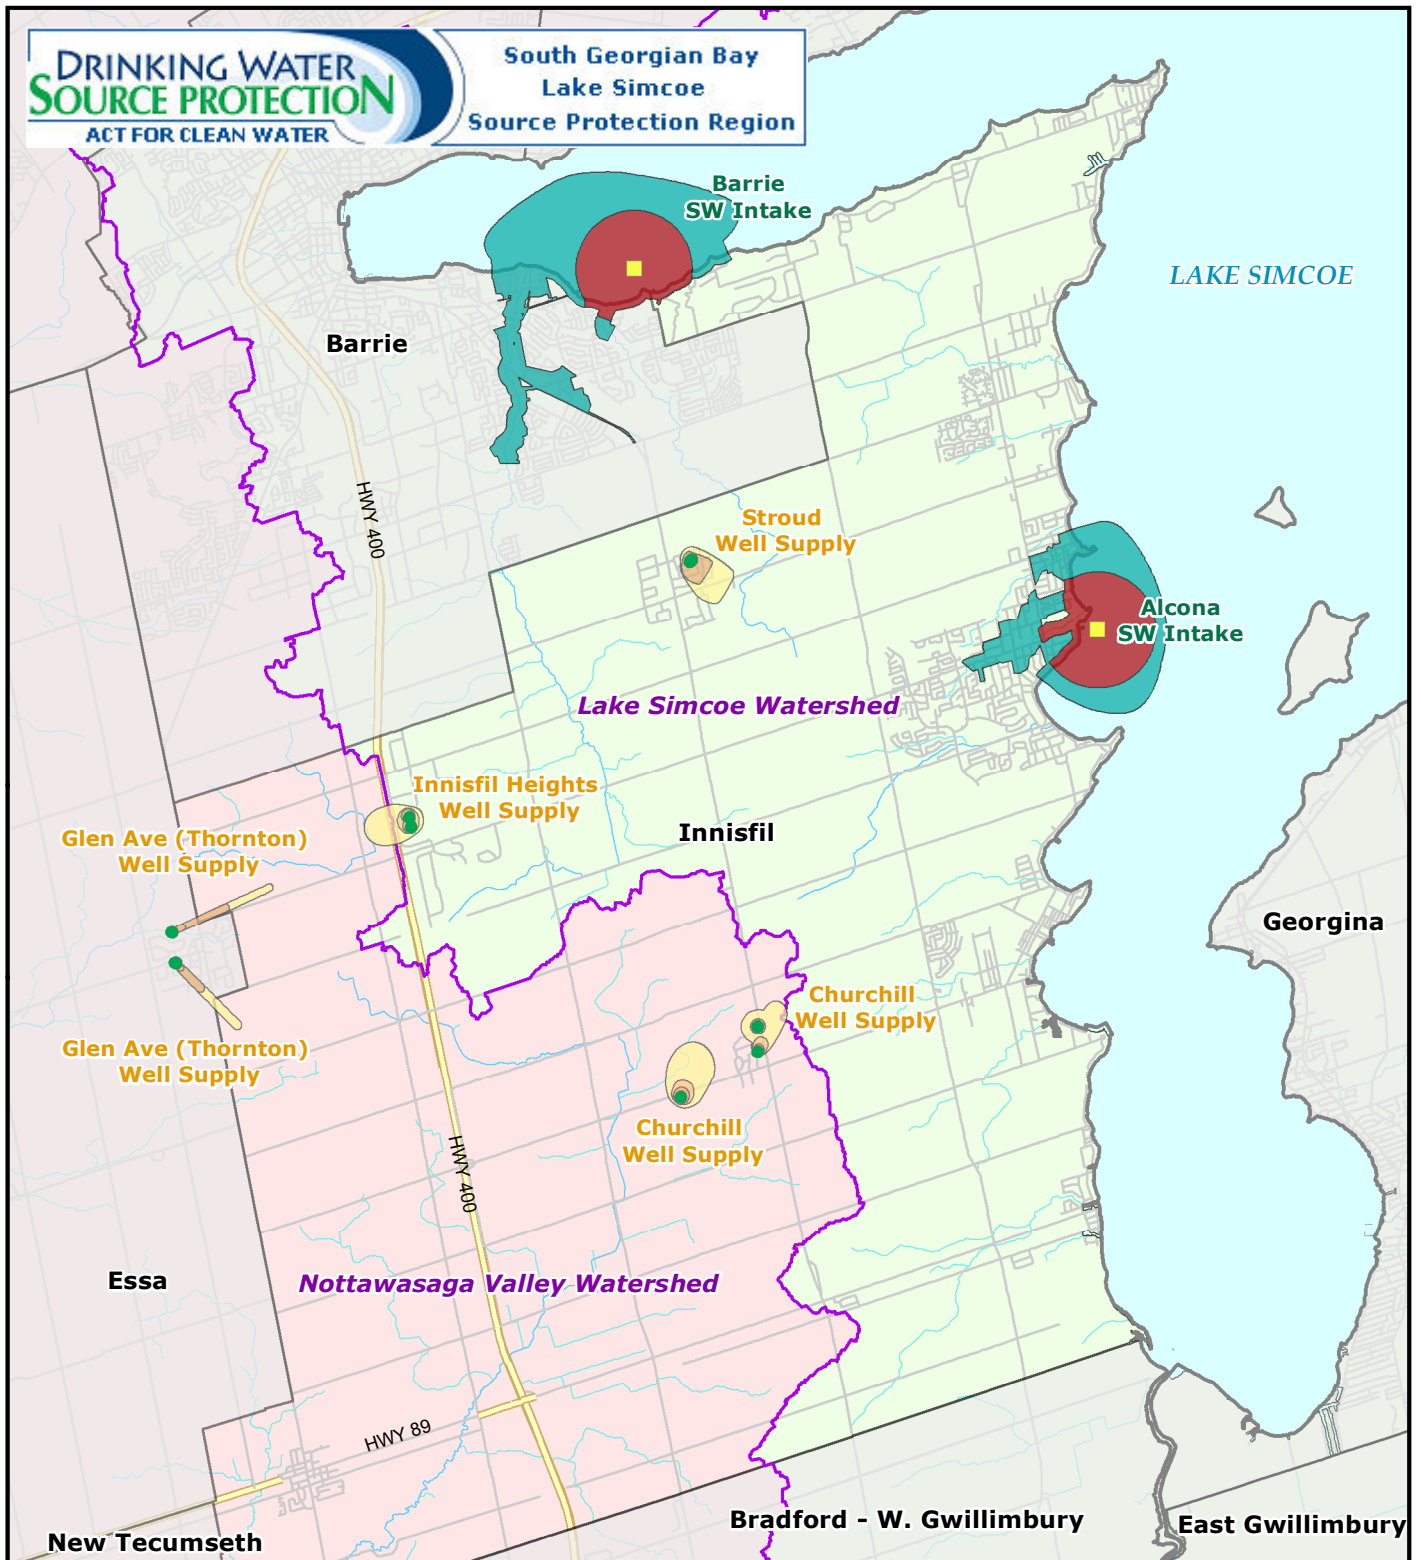 DRINKING WATER
SOURCE PROTECTION
ACT FOR CLEAN WATER
South Georgian Bay
Lake Simcoe
Source Protection Region
Barrie
SW Intake
LAKE SIMCOE
Barrie
HWY 400
Stroud
Well Supply
Alcona
SW Intake
Lake Simcoe Watershed
Innisfil Heights
Well Supply
Innisfil
Glen Ave (Thornton)
Well Supply
Georgina
Churchill
Well Supply
Glen Ave (Thornton)
Well Supply
Churchill
Well Supply
HWY 400
Essa
Nottawasaga Valley Watershed
HWY 89
Bradford - W. Gwillimbury
East Gwillimbury
New Tecumseth